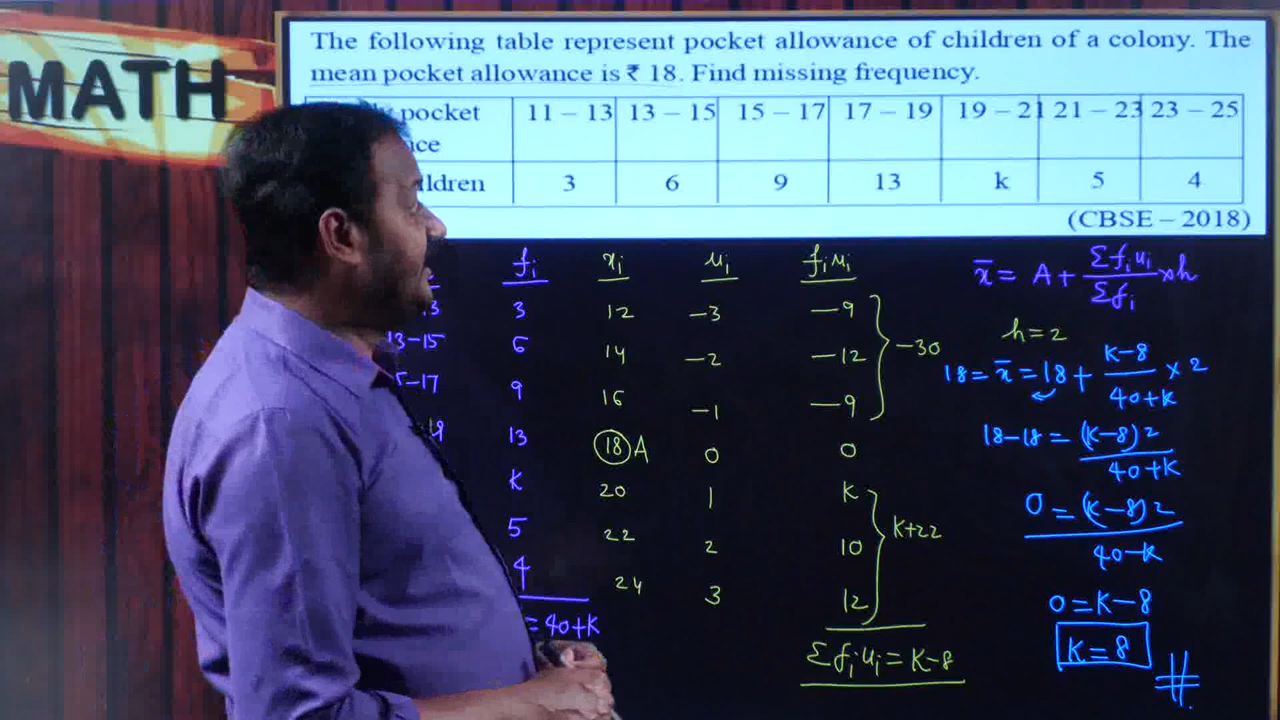 MATH
The following table represent pocket allowance of children of a colony. The
mean pocket allowance is ₹ 18. Find missing frequency.
pocket 11 – 13 13 – 15 15 – 17 17 – 19 19 – 21 21 – 23 23 – 25
3 6 9 13 k 5 4
(CBSE – 2018)
fᵢ xᵢ uᵢ fᵢuᵢ
3 12 –3 –9
13–15 6 14 –2 –12
9 16 –1 –9
–30
13 18 A 0 0
k 20 1 k
5 22 2 10
4 24 3 12
k+22
= 40+k
Σfᵢuᵢ = k–8
x̄ = A + Σfᵢuᵢ/Σfᵢ × h
h = 2
18 = x̄ = 18 + k–8/40+k × 2
18–18 = (k–8)2/40+k
0 = (k–8)2/40–k
0 = k–8
k = 8